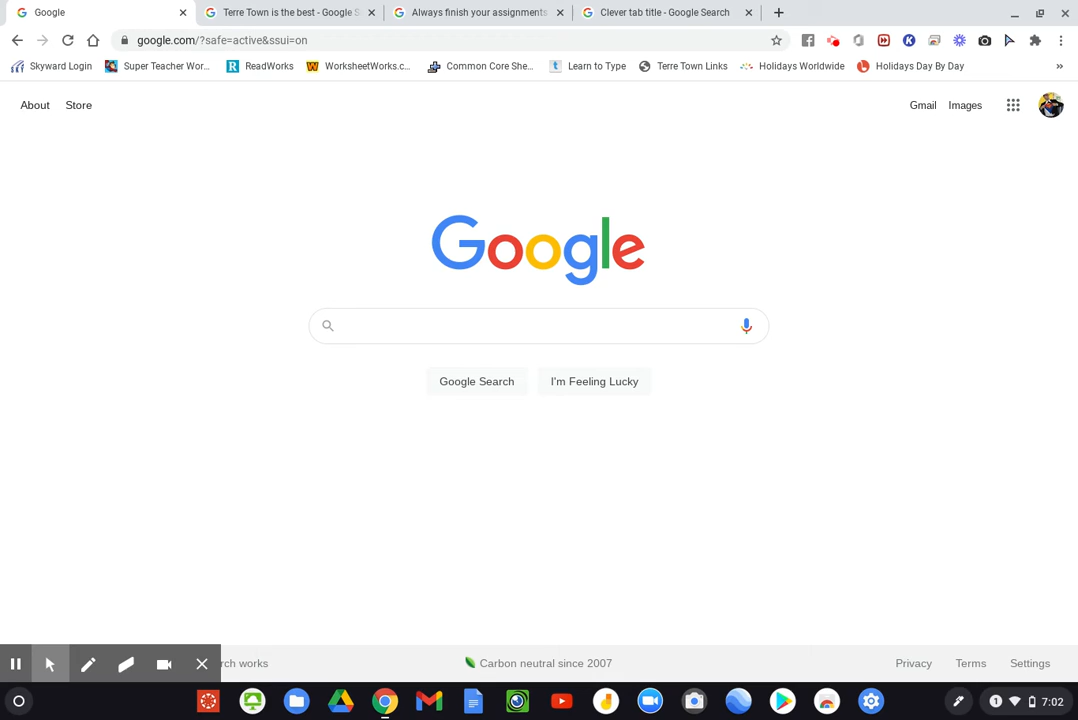 Google
Terre Town is the best - Google S
Always finish your assignments
Clever tab title - Google Search
google.com/?safe=active&ssui=on
Skyward Login
Super Teacher Wor...
ReadWorks
WorksheetWorks.c...
Common Core She...
Learn to Type
Terre Town Links
Holidays Worldwide
Holidays Day By Day
»
About
Store
Gmail
Images
Google
Google Search
I'm Feeling Lucky
rch works
Carbon neutral since 2007
Privacy
Terms
Settings
1
7:02